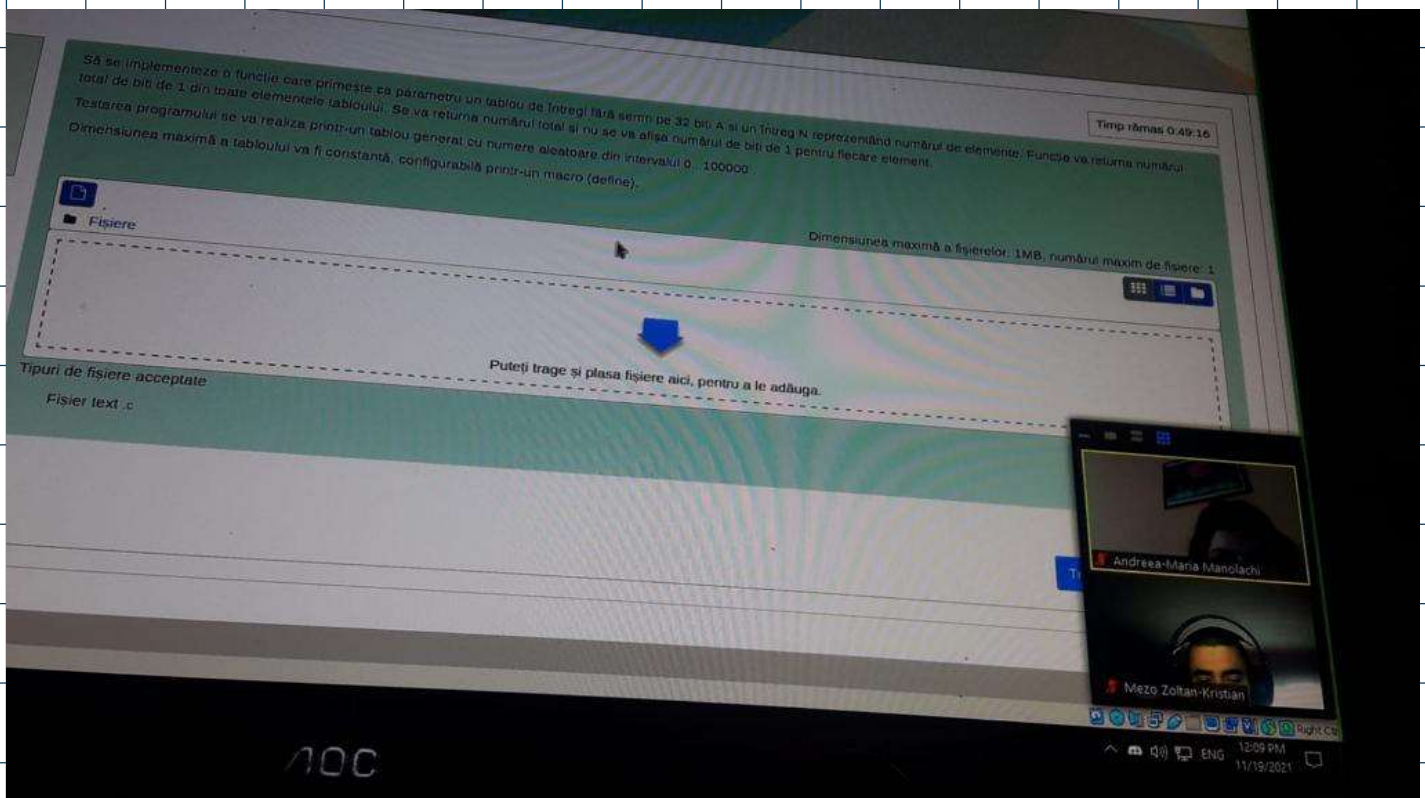 Să se implementeze o funcție care primește ca parametru un tablou de întregi fără semn pe 32 biti A si un întreg N reprezentând numărul de elemente. Funcția va returna numărul
total de biti de 1 din toate elementele tabloului. Se va returna numărul total si nu se va afișa numărul de biti de 1 pentru fiecare element.
Testarea programului se va realiza printr-un tablou general cu numere aleatoare din intervalul 0.. 100000
Dimensiunea maximă a tabloului va fi constantă, configurabilă printr-un macro (define).
Timp rămas 0:49:16
Dimensiunea maximă a fișierelor: 1MB, numărul maxim de fișiere: 1
Fișiere
Puteți trage și plasa fișiere aici, pentru a le adăuga.
Tipuri de fișiere acceptate
Fișier text .c
Andreea-Maria Manolachi
Mezo Zoltan-Kristian
ENG
12:09 PM
11/19/2021
AOC